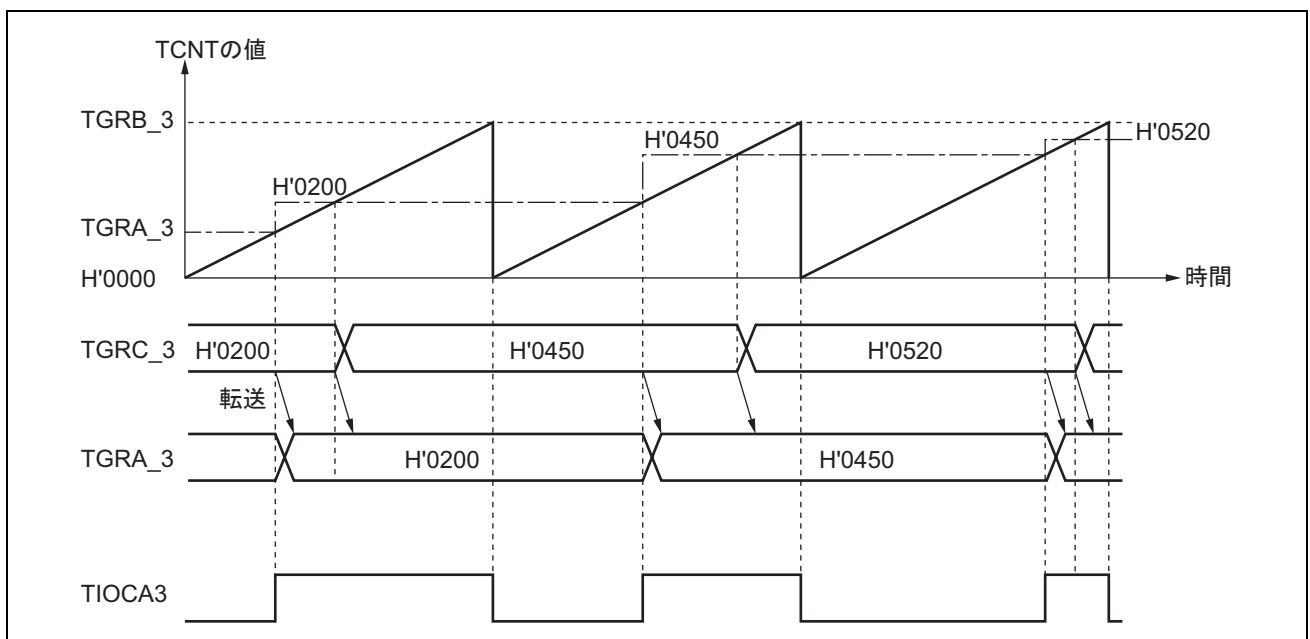 TCNTの値
TGRB_3
H'0520
H'0450
H'0200
TGRA_3
H'0000
時間
TGRC_3
H'0200
H'0450
H'0520
転送
TGRA_3
H'0200
H'0450
TIOCA3